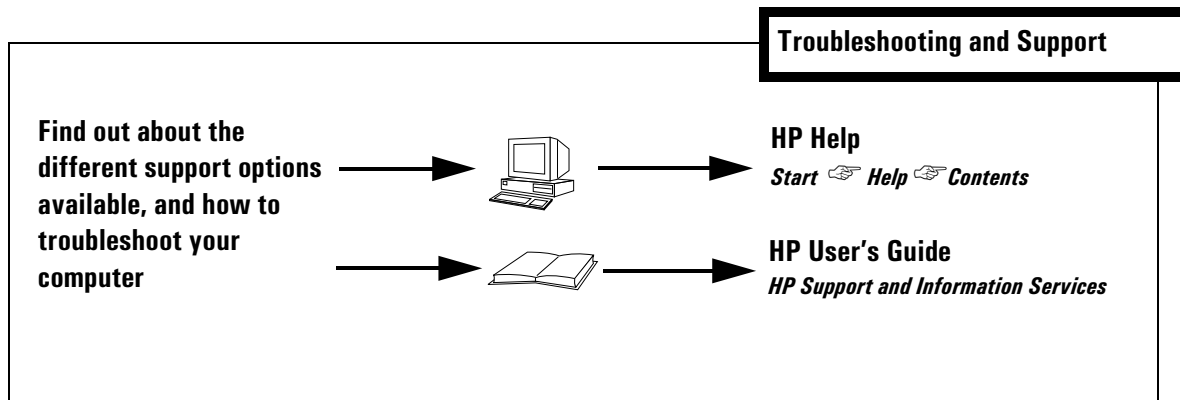 Troubleshooting and Support
Find out about the
different support options
available, and how to
troubleshoot your
computer
HP Help
Start ☞ Help ☞ Contents
HP User's Guide
HP Support and Information Services